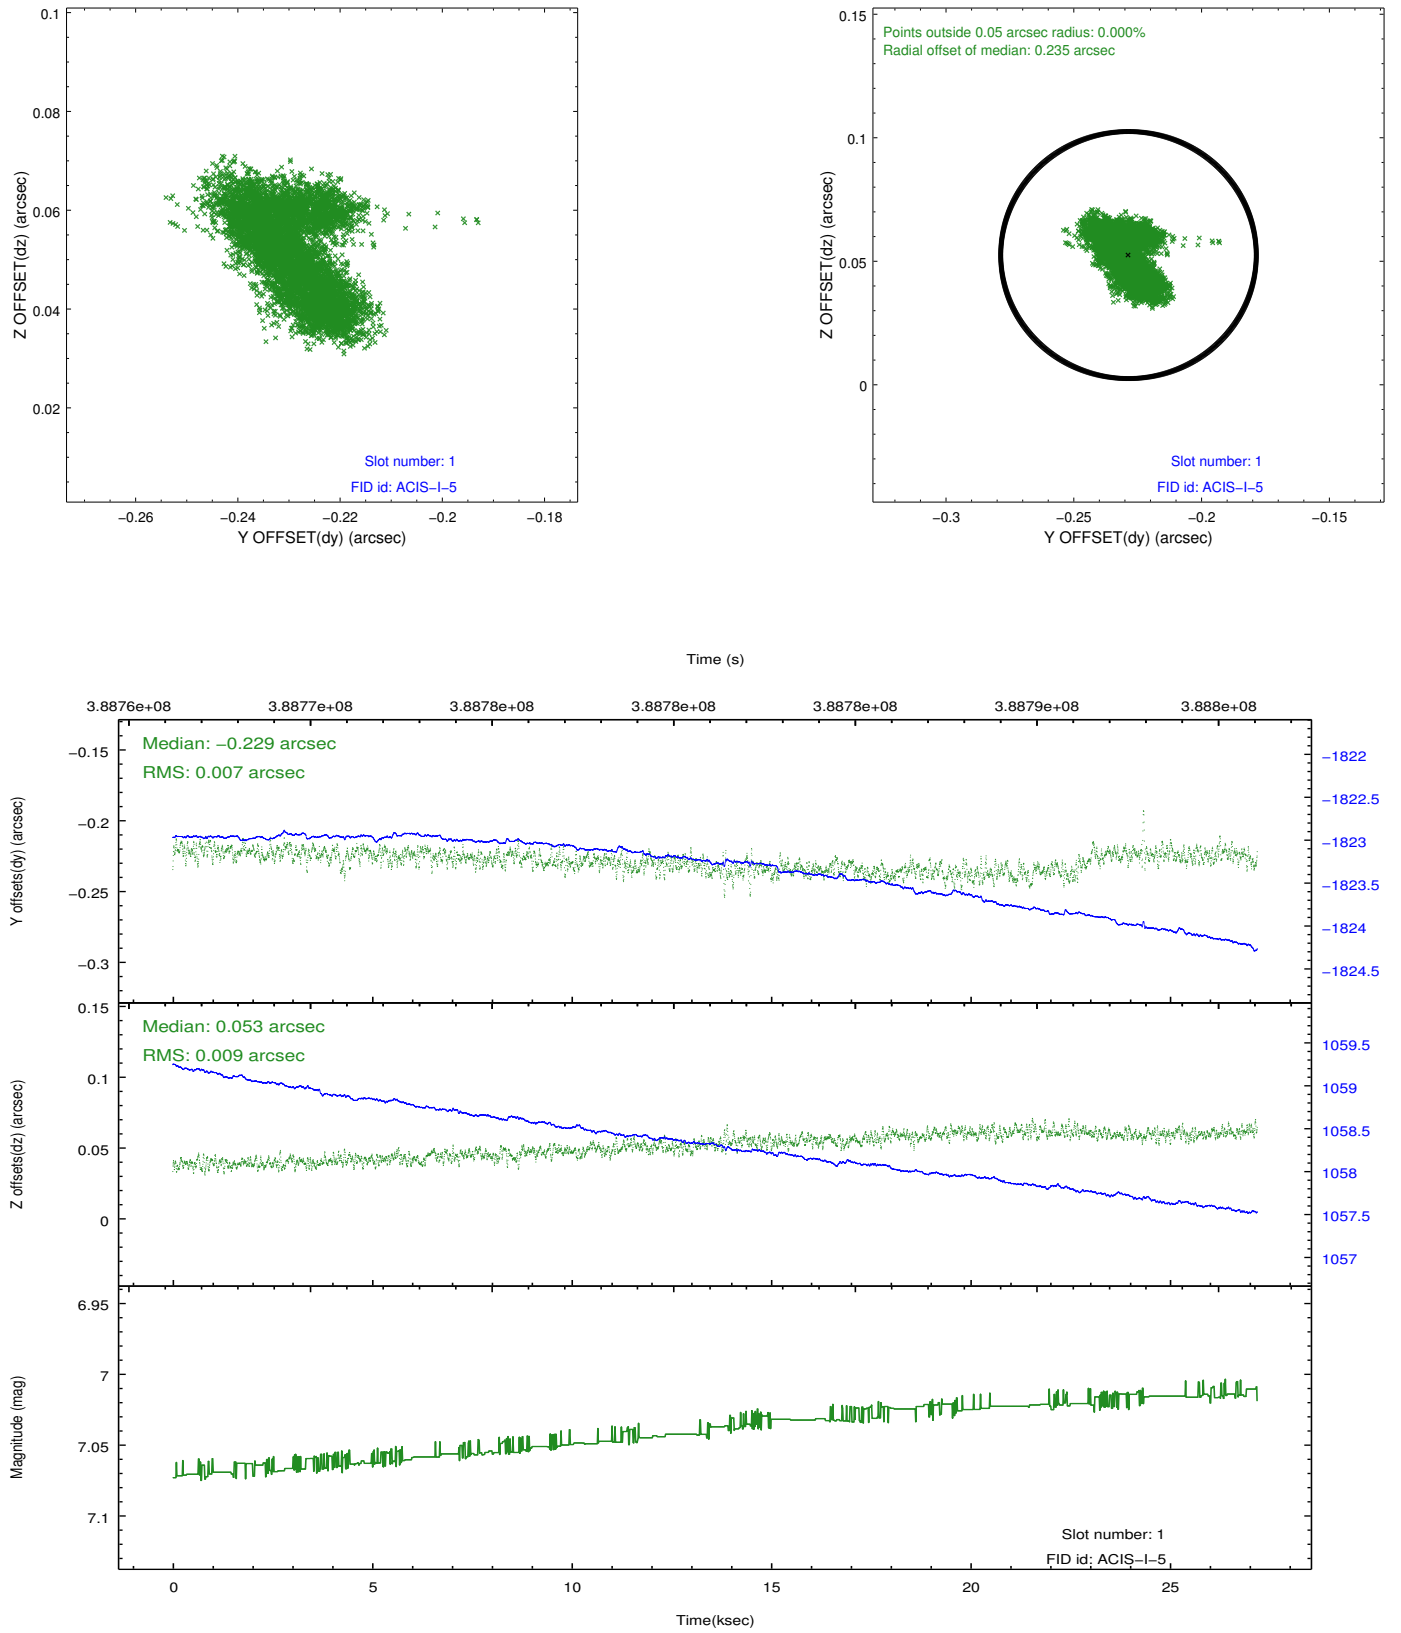 0.1
0.08
0.06
0.04
0.02
Z OFFSET(dz) (arcsec)
Slot number: 1
FID id: ACIS−I−5
−0.26 −0.24 −0.22 −0.2 −0.18
Y OFFSET(dy) (arcsec)
0.15
0.1
0.05
0
Z OFFSET(dz) (arcsec)
Points outside 0.05 arcsec radius: 0.000%
Radial offset of median: 0.235 arcsec
Slot number: 1
FID id: ACIS−I−5
−0.3 −0.25 −0.2 −0.15
Y OFFSET(dy) (arcsec)
Time (s)
3.8876e+08 3.8877e+08 3.8878e+08 3.8878e+08 3.8878e+08 3.8879e+08 3.888e+08
Median: −0.229 arcsec
RMS: 0.007 arcsec
−0.15
−0.2
−0.25
−0.3
Y offsets(dy) (arcsec)
−1822
−1822.5
−1823
−1823.5
−1824
−1824.5
Median: 0.053 arcsec
RMS: 0.009 arcsec
0.15
0.1
0.05
0
Z offsets(dz) (arcsec)
1059.5
1059
1058.5
1058
1057.5
1057
6.95
7
7.05
7.1
Magnitude (mag)
Slot number: 1
FID id: ACIS−I−5
0 5 10 15 20 25
Time(ksec)